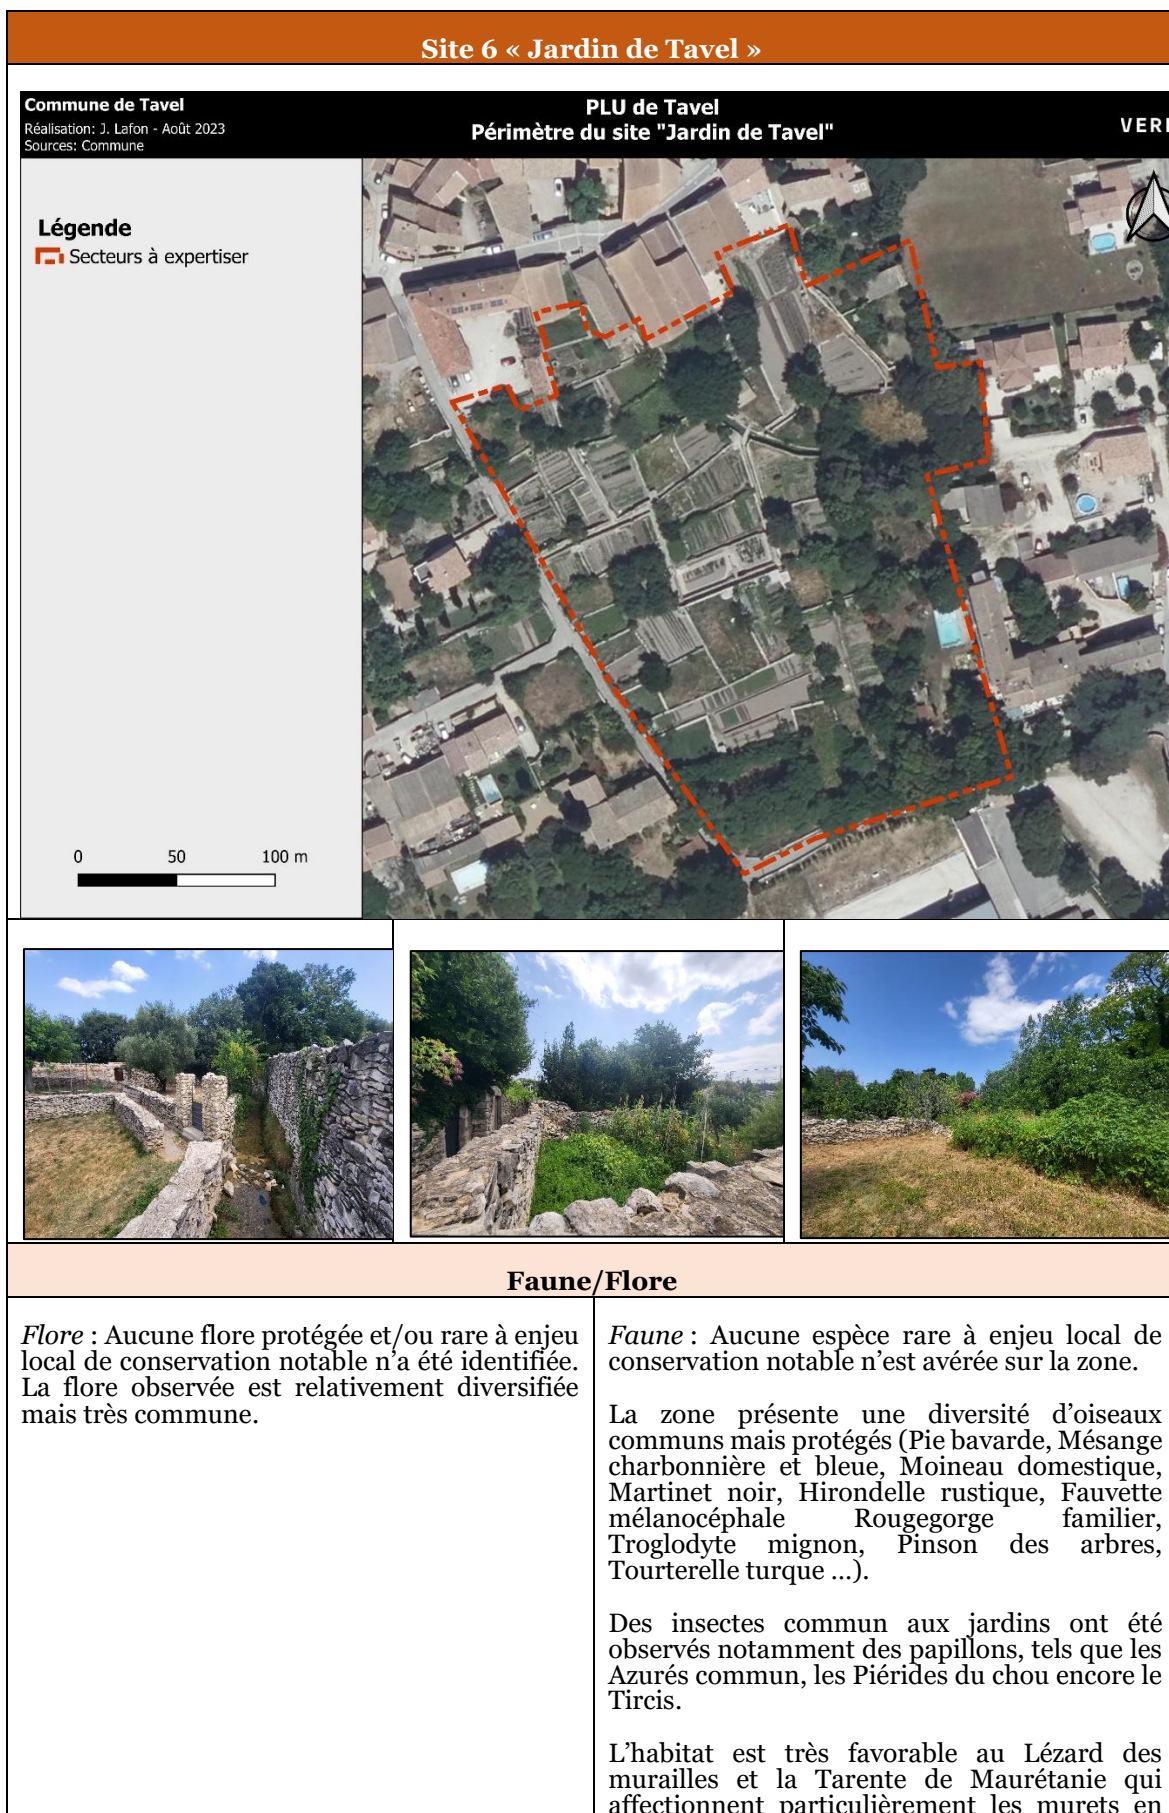 Site 6 « Jardin de Tavel »
Commune de Tavel
Réalisation: J. Lafon - Août 2023
Sources: Commune
PLU de Tavel
Périmètre du site "Jardin de Tavel"
Légende
Secteurs à expertiser
0 50 100 m
Faune/Flore
Flore : Aucune flore protégée et/ou rare à enjeu
local de conservation notable n’a été identifiée.
La flore observée est relativement diversifiée
mais très commune.
Faune : Aucune espèce rare à enjeu local de
conservation notable n’est avérée sur la zone.
La zone présente une diversité d’oiseaux
communs mais protégés (Pie bavarde, Mésange
charbonnière et bleue, Moineau domestique,
Martinet noir, Hirondelle rustique, Fauvette
mélanocéphale Rougegorge familier,
Troglodyte mignon, Pinson des arbres,
Tourterelle turque …).
Des insectes commun aux jardins ont été
observés notamment des papillons, tels que les
Azurés commun, les Piérides du chou encore le
Tircis.
L’habitat est très favorable au Lézard des
murailles et la Tarente de Maurétanie qui
affectionnent particulièrement les murets en